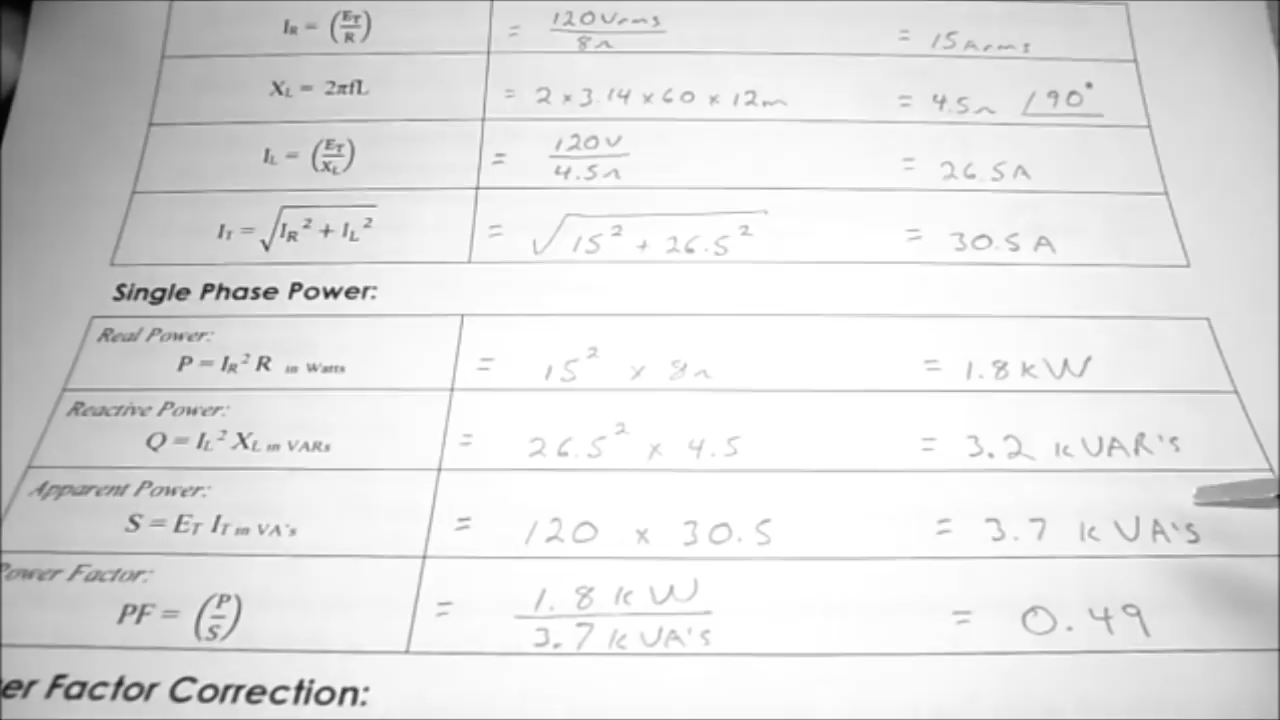 I_R = (E_T/R) = 120Vrms/8Ω = 15Arms
X_L = 2πfL = 2 × 3.14 × 60 × 12m = 4.5Ω ∠90°
I_L = (E_T/X_L) = 120V/4.5Ω = 26.5A
I_T = √(I_R² + I_L²) = √(15² + 26.5²) = 30.5A
Single Phase Power:
Real Power:
P = I_R² R in Watts = 15² × 8Ω = 1.8kW
Reactive Power:
Q = I_L² X_L in VARs = 26.5² × 4.5 = 3.2 kVAR's
Apparent Power:
S = E_T I_T in VA's = 120 × 30.5 = 3.7 kVA's
Power Factor:
PF = (P/S) = 1.8 kW/3.7 kVA's = 0.49
er Factor Correction: